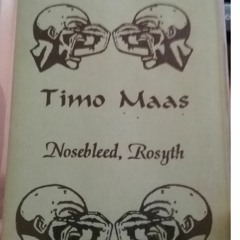 Timo Maas
Nosebleed, Rosyth